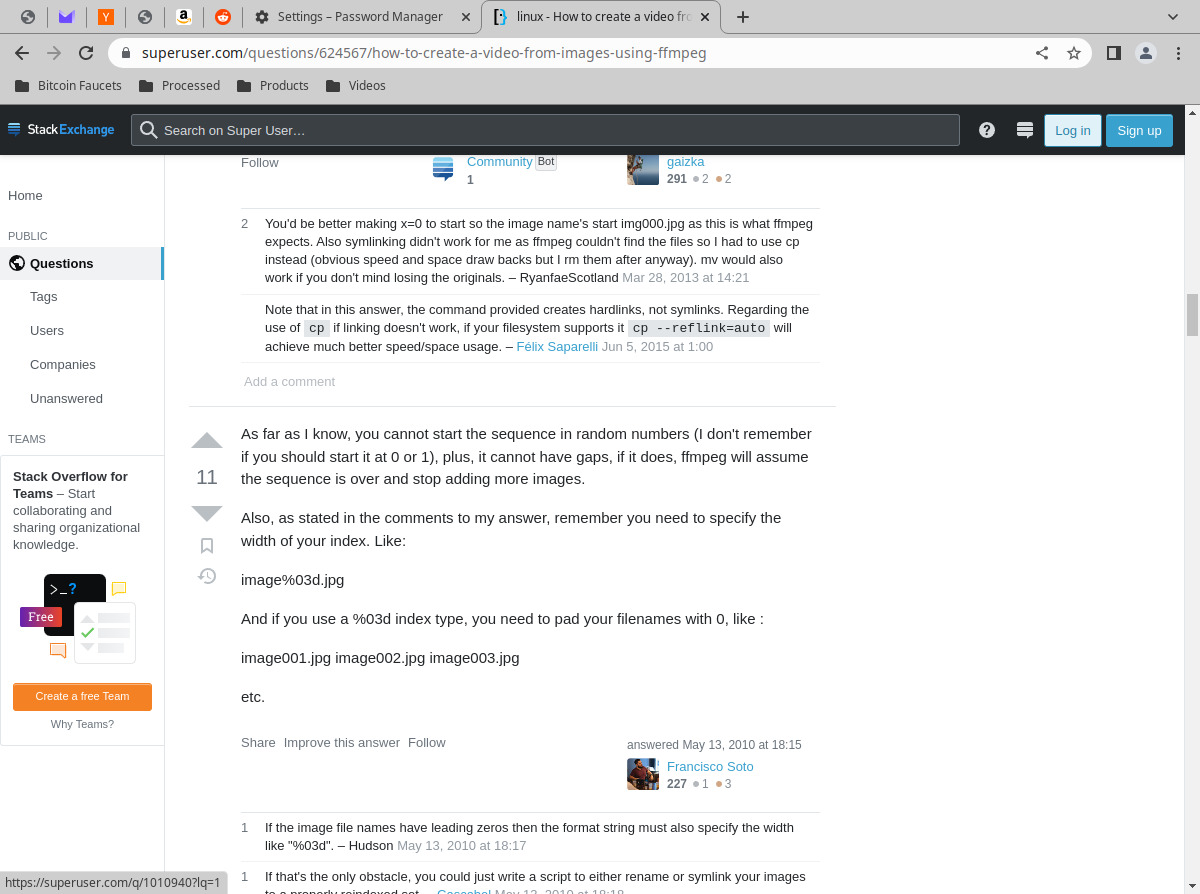 Settings – Password Manager
linux - How to create a video fro
superuser.com/questions/624567/how-to-create-a-video-from-images-using-ffmpeg
Bitcoin Faucets
Processed
Products
Videos
StackExchange
Search on Super User…
Log in
Sign up
Home
PUBLIC
Questions
Tags
Users
Companies
Unanswered
TEAMS
Stack Overflow for
Teams – Start
collaborating and
sharing organizational
knowledge.
>_?
Free
Create a free Team
Why Teams?
Follow
Community Bot
1
gaizka
291 2 2
2 You'd be better making x=0 to start so the image name's start img000.jpg as this is what ffmpeg
expects. Also symlinking didn't work for me as ffmpeg couldn't find the files so I had to use cp
instead (obvious speed and space draw backs but I rm them after anyway). mv would also
work if you don't mind losing the originals. – RyanfaeScotland Mar 28, 2013 at 14:21
Note that in this answer, the command provided creates hardlinks, not symlinks. Regarding the
use of cp if linking doesn't work, if your filesystem supports it cp --reflink=auto will
achieve much better speed/space usage. – Félix Saparelli Jun 5, 2015 at 1:00
Add a comment
11
As far as I know, you cannot start the sequence in random numbers (I don't remember
if you should start it at 0 or 1), plus, it cannot have gaps, if it does, ffmpeg will assume
the sequence is over and stop adding more images.
Also, as stated in the comments to my answer, remember you need to specify the
width of your index. Like:
image%03d.jpg
And if you use a %03d index type, you need to pad your filenames with 0, like :
image001.jpg image002.jpg image003.jpg
etc.
Share Improve this answer Follow
answered May 13, 2010 at 18:15
Francisco Soto
227 1 3
1 If the image file names have leading zeros then the format string must also specify the width
like "%03d". – Hudson May 13, 2010 at 18:17
1 If that's the only obstacle, you could just write a script to either rename or symlink your images
to a properly reindexed set. – Cascabel May 13, 2010 at 18:18
https://superuser.com/q/1010940?lq=1